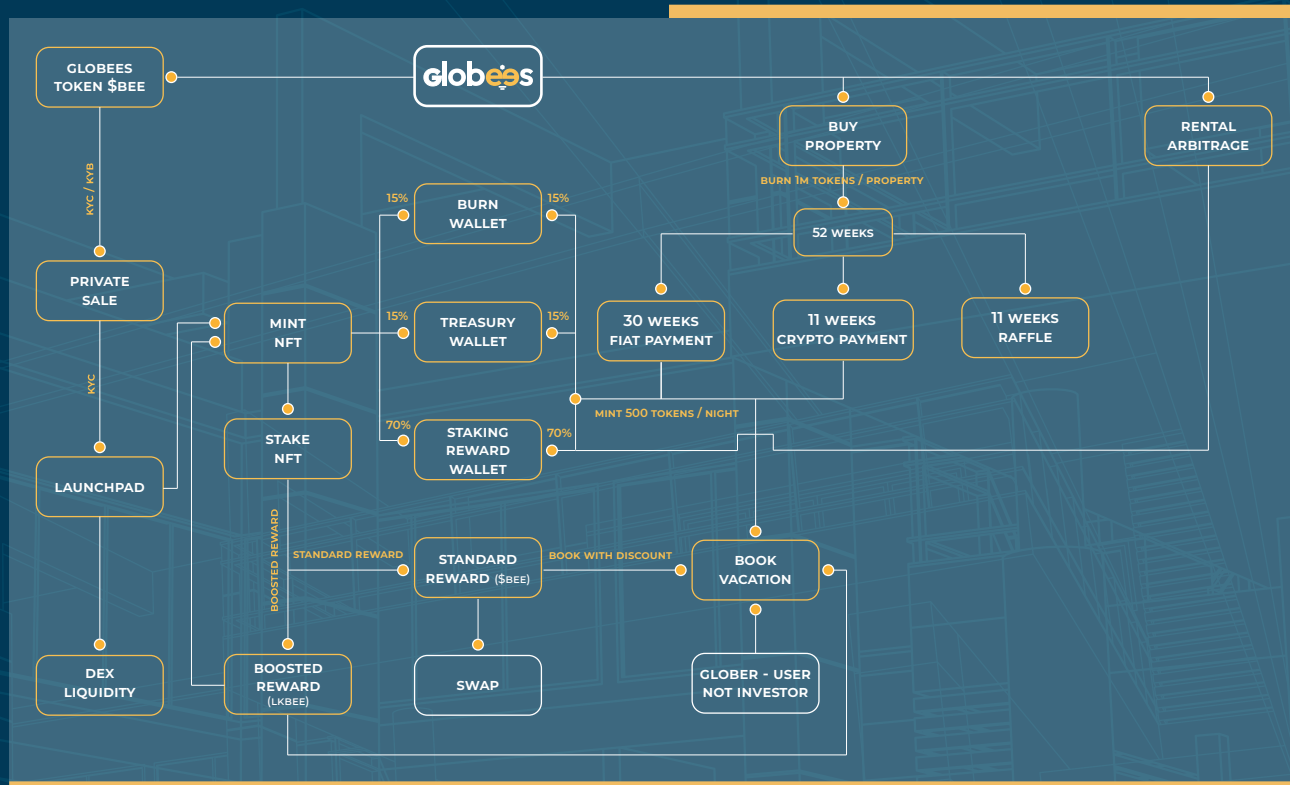 globees
GLOBEES
TOKEN $BEE
BUY
PROPERTY
RENTAL
ARBITRAGE
KYC / KYB
BURN 1M TOKENS / PROPERTY
15%
BURN
WALLET
15%
52 WEEKS
PRIVATE
SALE
MINT
NFT
15%
TREASURY
WALLET
15%
30 WEEKS
FIAT PAYMENT
11 WEEKS
CRYPTO PAYMENT
11 WEEKS
RAFFLE
KYC
MINT 500 TOKENS / NIGHT
STAKE
NFT
70%
STAKING
REWARD
WALLET
70%
LAUNCHPAD
BOOSTED REWARD
STANDARD REWARD
STANDARD
REWARD ($BEE)
BOOK WITH DISCOUNT
BOOK
VACATION
DEX
LIQUIDITY
BOOSTED
REWARD
(LKBEE)
SWAP
GLOBER - USER
NOT INVESTOR